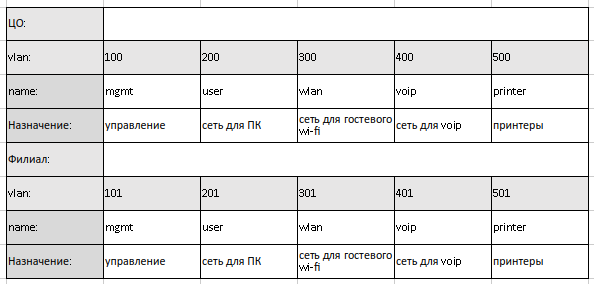 ЦО:
vlan: 100 200 300 400 500
name: mgmt user wlan voip printer
Назначение: управление сеть для ПК сеть для гостевого wi-fi сеть для voip принтеры
Филиал:
vlan: 101 201 301 401 501
name: mgmt user wlan voip printer
Назначение: управление сеть для ПК сеть для гостевого wi-fi сеть для voip принтеры